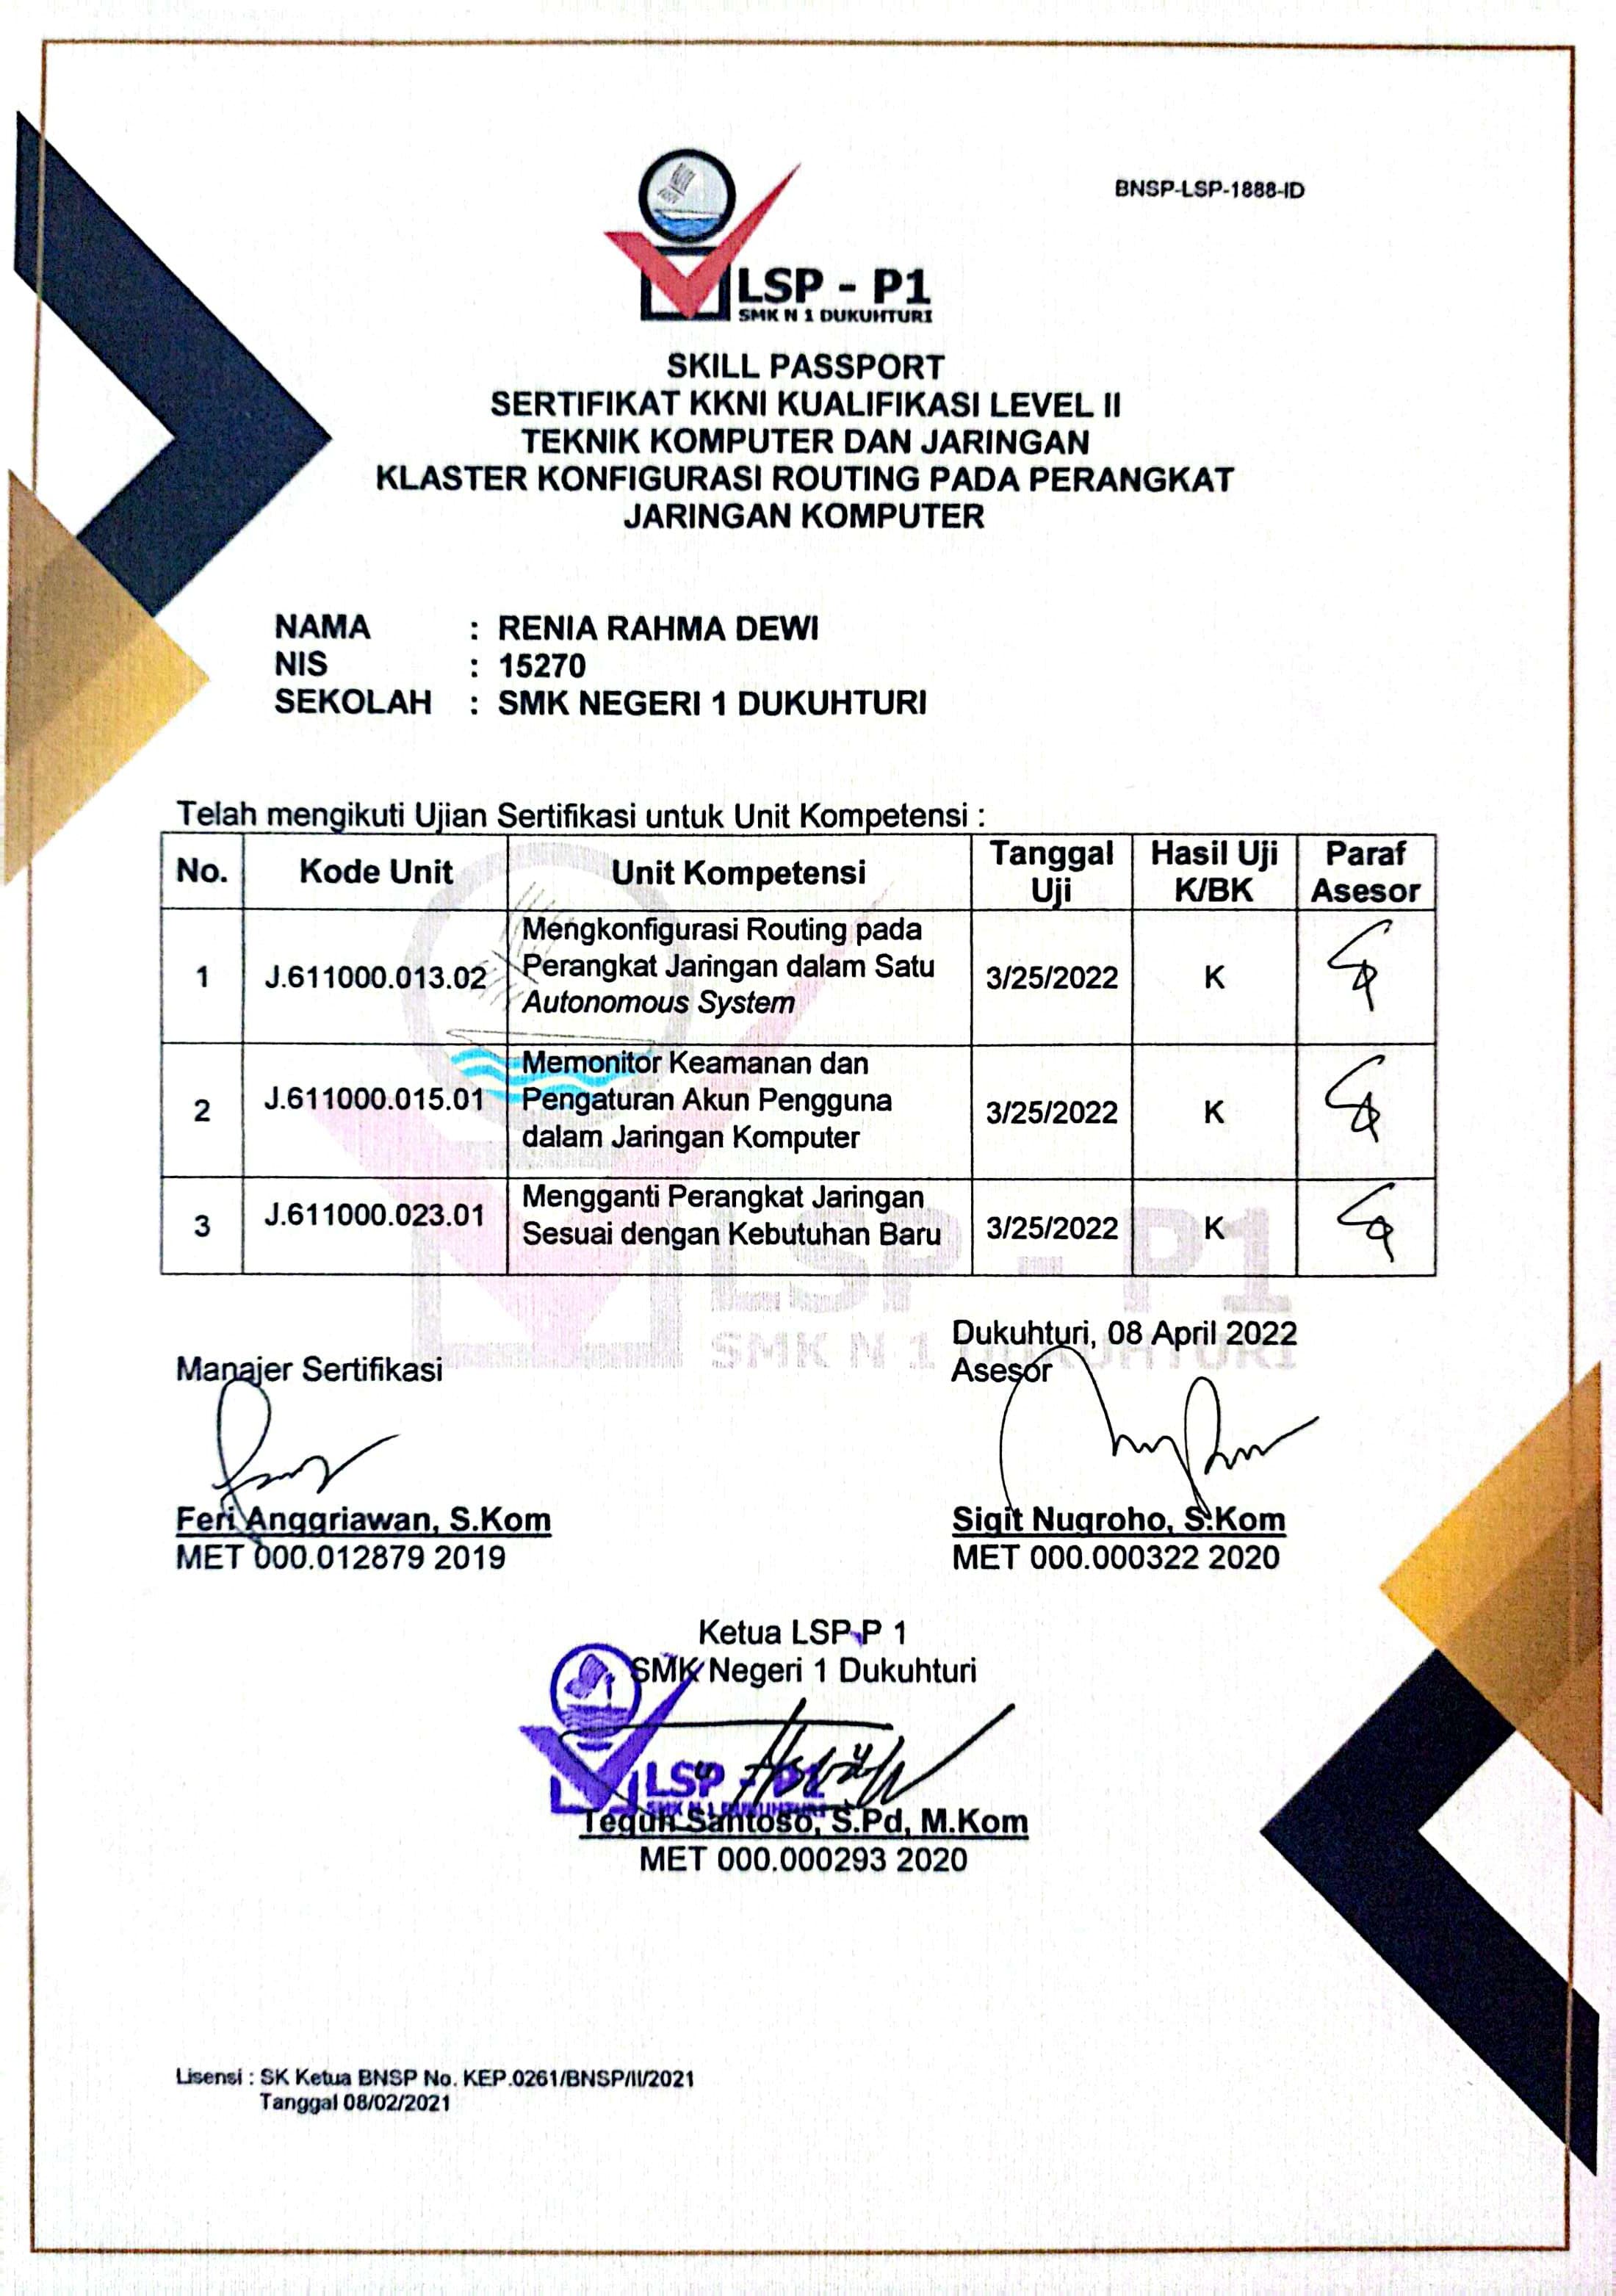 BNSP-LSP-1888-ID
LSP - P1
SMK N 1 DUKUHTURI
SKILL PASSPORT
SERTIFIKAT KKNI KUALIFIKASI LEVEL II
TEKNIK KOMPUTER DAN JARINGAN
KLASTER KONFIGURASI ROUTING PADA PERANGKAT
JARINGAN KOMPUTER
NAMA : RENIA RAHMA DEWI
NIS : 15270
SEKOLAH : SMK NEGERI 1 DUKUHTURI
Telah mengikuti Ujian Sertifikasi untuk Unit Kompetensi :
No. Kode Unit Unit Kompetensi Tanggal Uji Hasil Uji K/BK Paraf Asesor
1 J.611000.013.02 Mengkonfigurasi Routing pada Perangkat Jaringan dalam Satu Autonomous System 3/25/2022 K
2 J.611000.015.01 Memonitor Keamanan dan Pengaturan Akun Pengguna dalam Jaringan Komputer 3/25/2022 K
3 J.611000.023.01 Mengganti Perangkat Jaringan Sesuai dengan Kebutuhan Baru 3/25/2022 K
LSP - P1
SMK N 1 DUKUHTURI
Dukuhturi, 08 April 2022
Manajer Sertifikasi
Asesor
Feri Anggriawan, S.Kom
MET 000.012879 2019
Sigit Nugroho, S.Kom
MET 000.000322 2020
Ketua LSP-P 1
SMK Negeri 1 Dukuhturi
LSP - P1
SMK N 1 DUKUHTURI
Teguh Santoso, S.Pd, M.Kom
MET 000.000293 2020
Lisensi : SK Ketua BNSP No. KEP.0261/BNSP/II/2021
Tanggal 08/02/2021